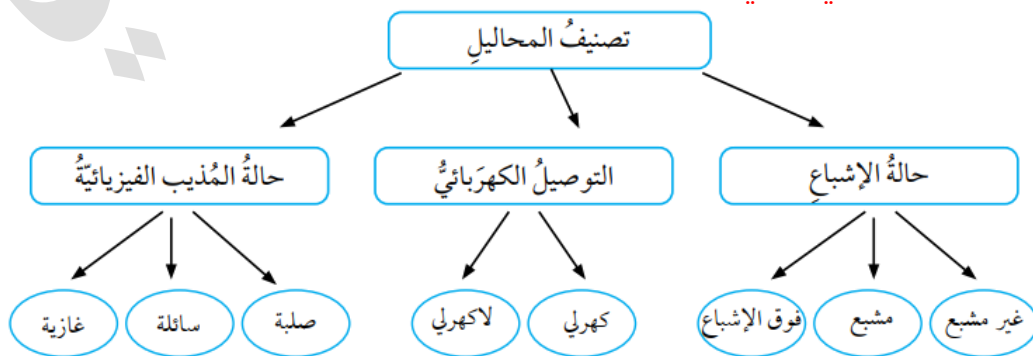 تصنيفُ المحاليلِ
حالةُ الإشباعِ
التوصيلُ الكهرَبائيُّ
حالةُ المُذيب الفيزيائيّةُ
غير مشبع
مشبع
فوق الإشباع
كهرلي
لاكهرلي
صلبة
سائلة
غازية